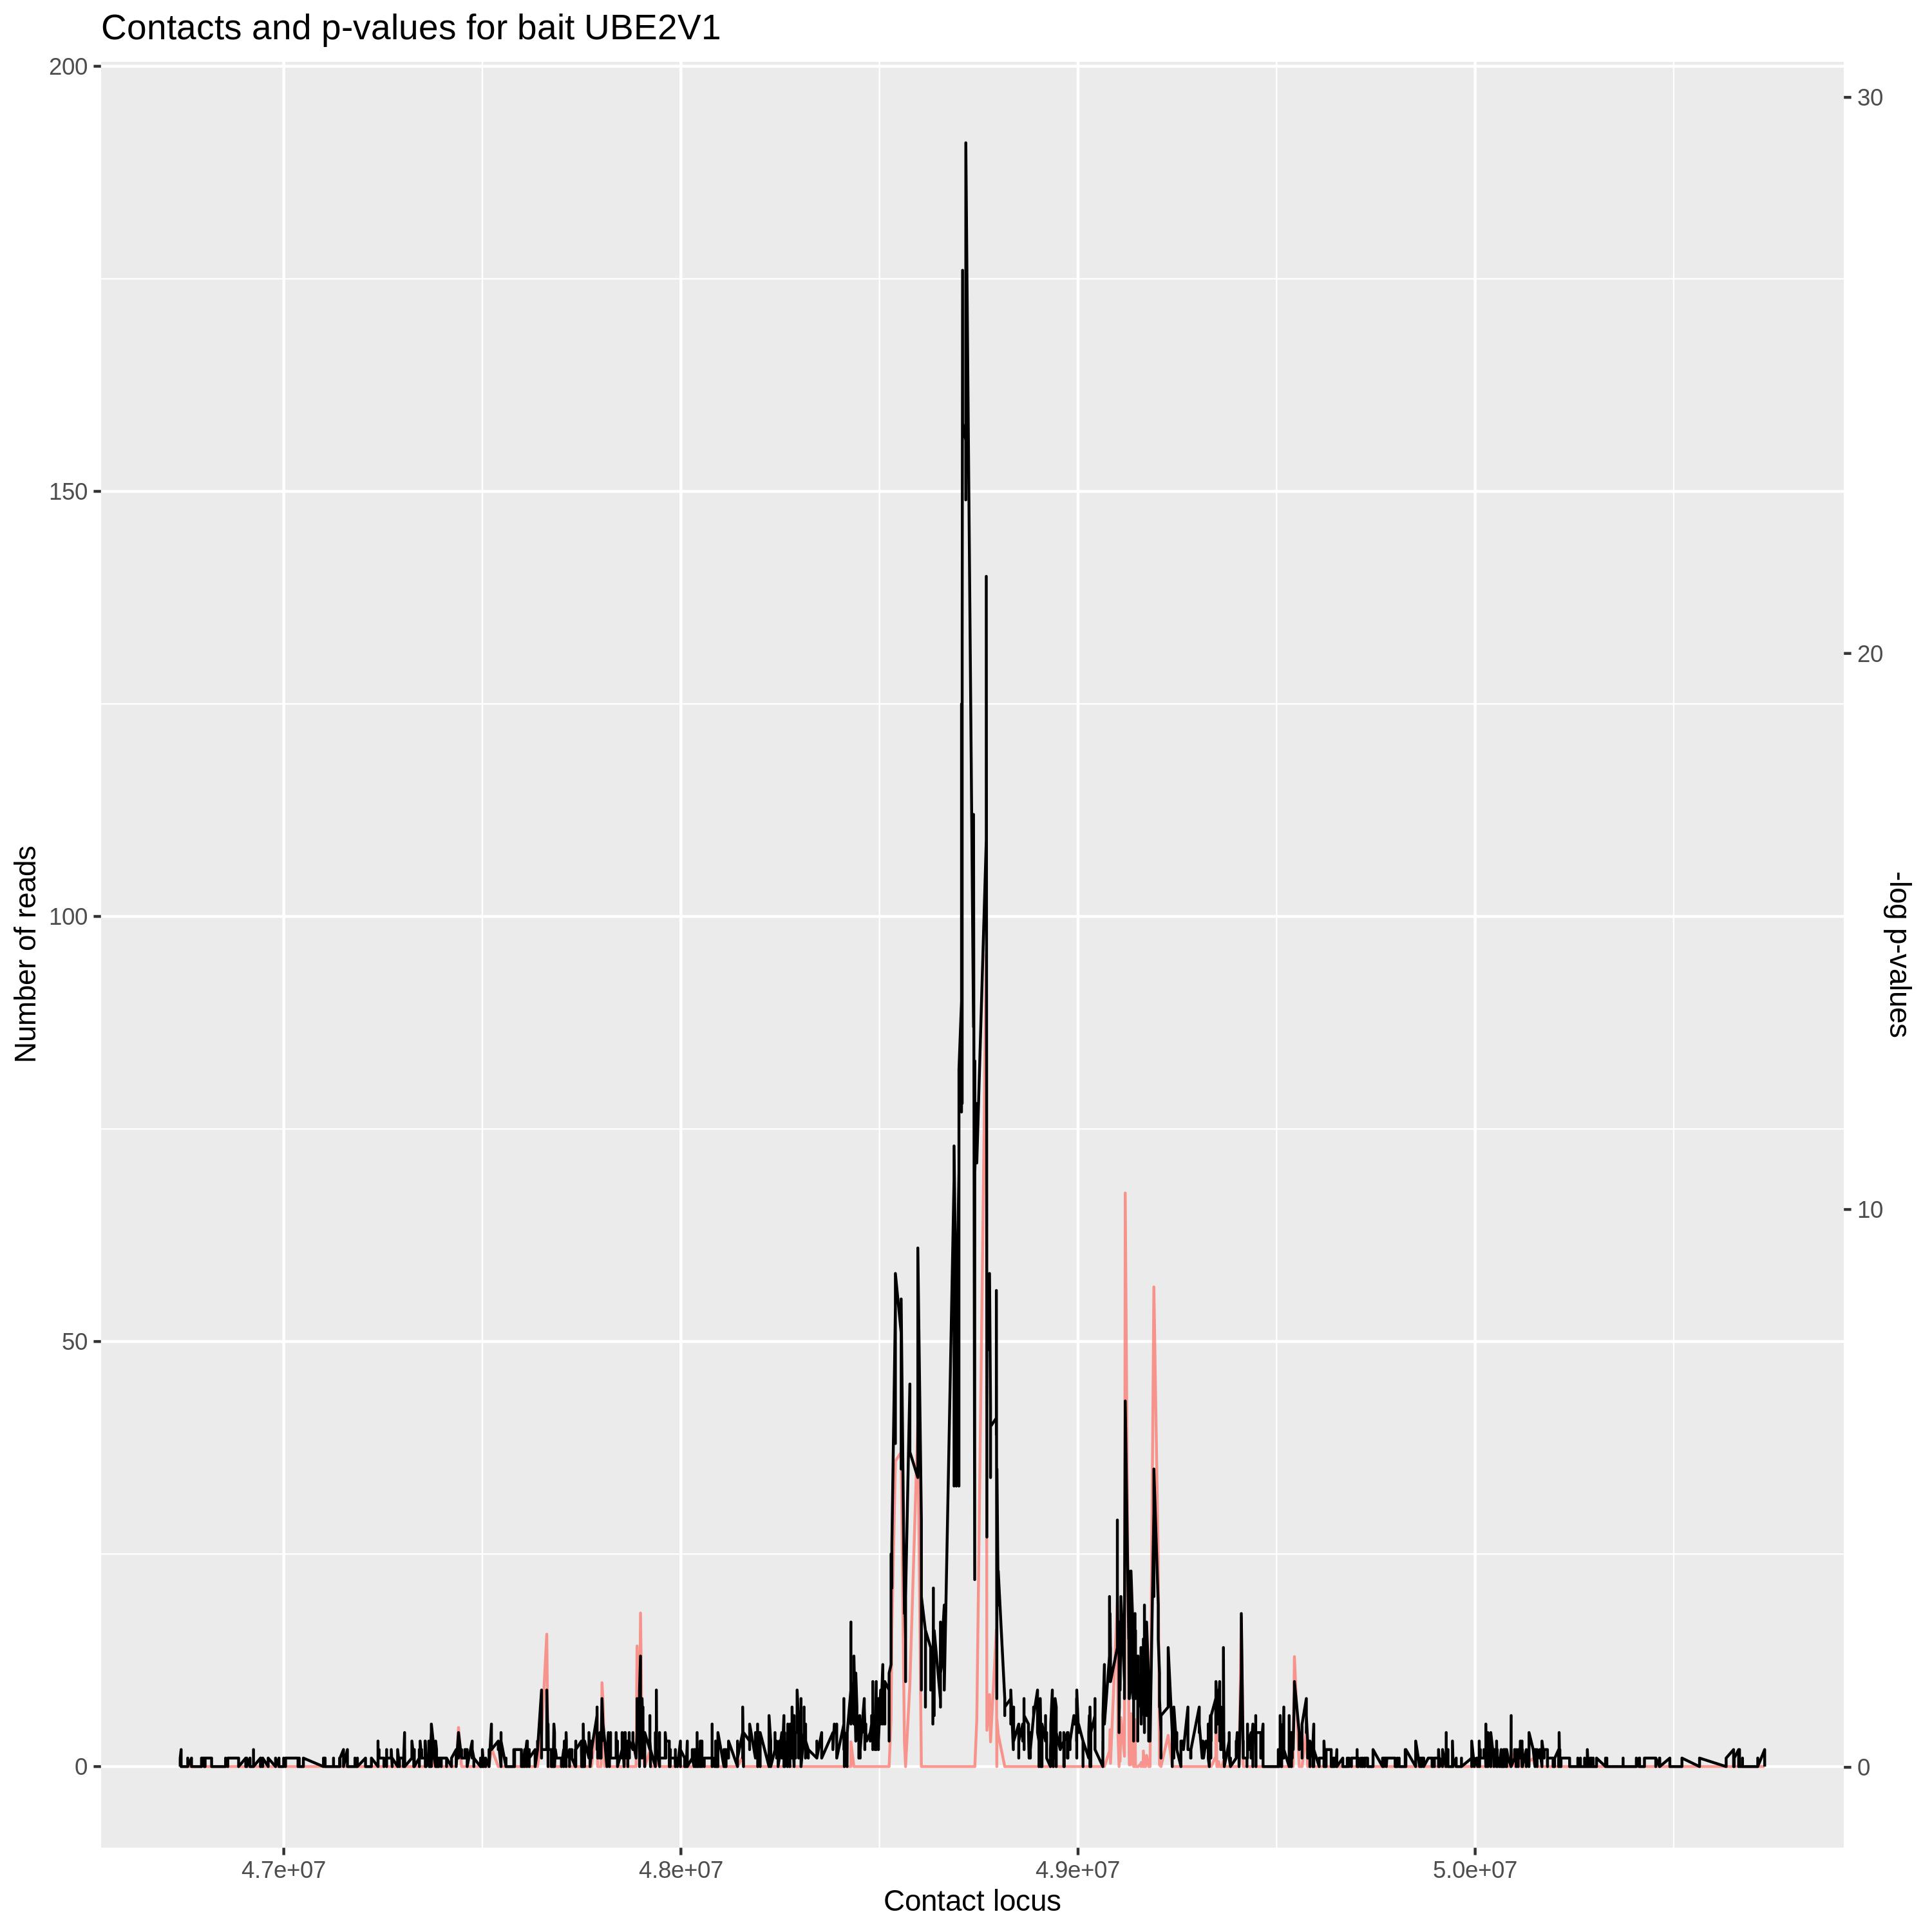 Contacts and p-values for bait UBE2V1
200
150
100
50
0
Number of reads
30
20
10
0
-log p-values
4.7e+07
4.8e+07
4.9e+07
5.0e+07
Contact locus